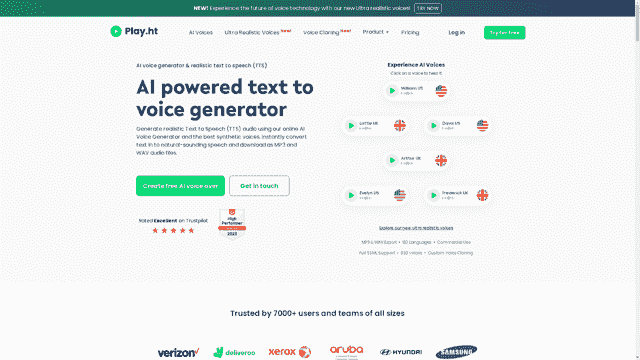 NEW! Experience the future of voice technology with our new Ultra realistic voices! TRY NOW
Play.ht
AI Voices
Ultra Realistic Voices New!
Voice Cloning New!
Product
Pricing
Log in
Try for free
AI voice generator & realistic text to speech (TTS)
AI powered text to
voice generator
Generate realistic Text to Speech (TTS) audio using our online AI
Voice Generator and the best synthetic voices. Instantly convert
text in to natural-sounding speech and download as MP3 and
WAV audio files.
Create free AI voice over
Get in touch
Rated Excellent on Trustpilot
High
Performer
2023
Experience AI Voices
Click on a voice to hear it
William US
Lottie UK
Davis US
Arthur UK
Evelyn US
Frederick UK
Explore our new ultra realistic voices
MP3 & WAV Export • 60 Languages • Commercial Use
Full SSML Support • 832 Voices • Custom Voice Cloning
Trusted by 7000+ users and teams of all sizes
verizon
deliveroo
xerox
aruba
HYUNDAI
SAMSUNG